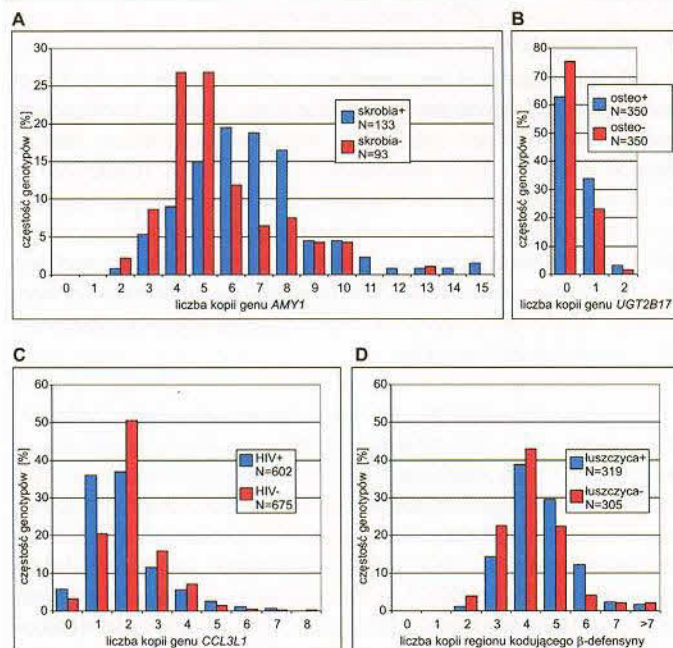 A
30
25
20
15
10
5
0
częstość genotypów [%]
skrobia+
N=133
skrobia-
N=93
0 1 2 3 4 5 6 7 8 9 10 11 12 13 14 15
liczba kopii genu AMY1
B
80
70
60
50
40
30
20
10
0
częstość genotypów [%]
osteo+
N=350
osteo-
N=350
0 1 2
liczba kopii genu UGT2B17
C
60
50
40
30
20
10
0
częstość genotypów [%]
HIV+
N=602
HIV-
N=675
0 1 2 3 4 5 6 7 8
liczba kopii genu CCL3L1
D
60
50
40
30
20
10
0
częstość genotypów [%]
łuszczyca+
N=319
łuszczyca-
N=305
0 1 2 3 4 5 6 7 >7
liczba kopii regionu kodującego β-defensyny